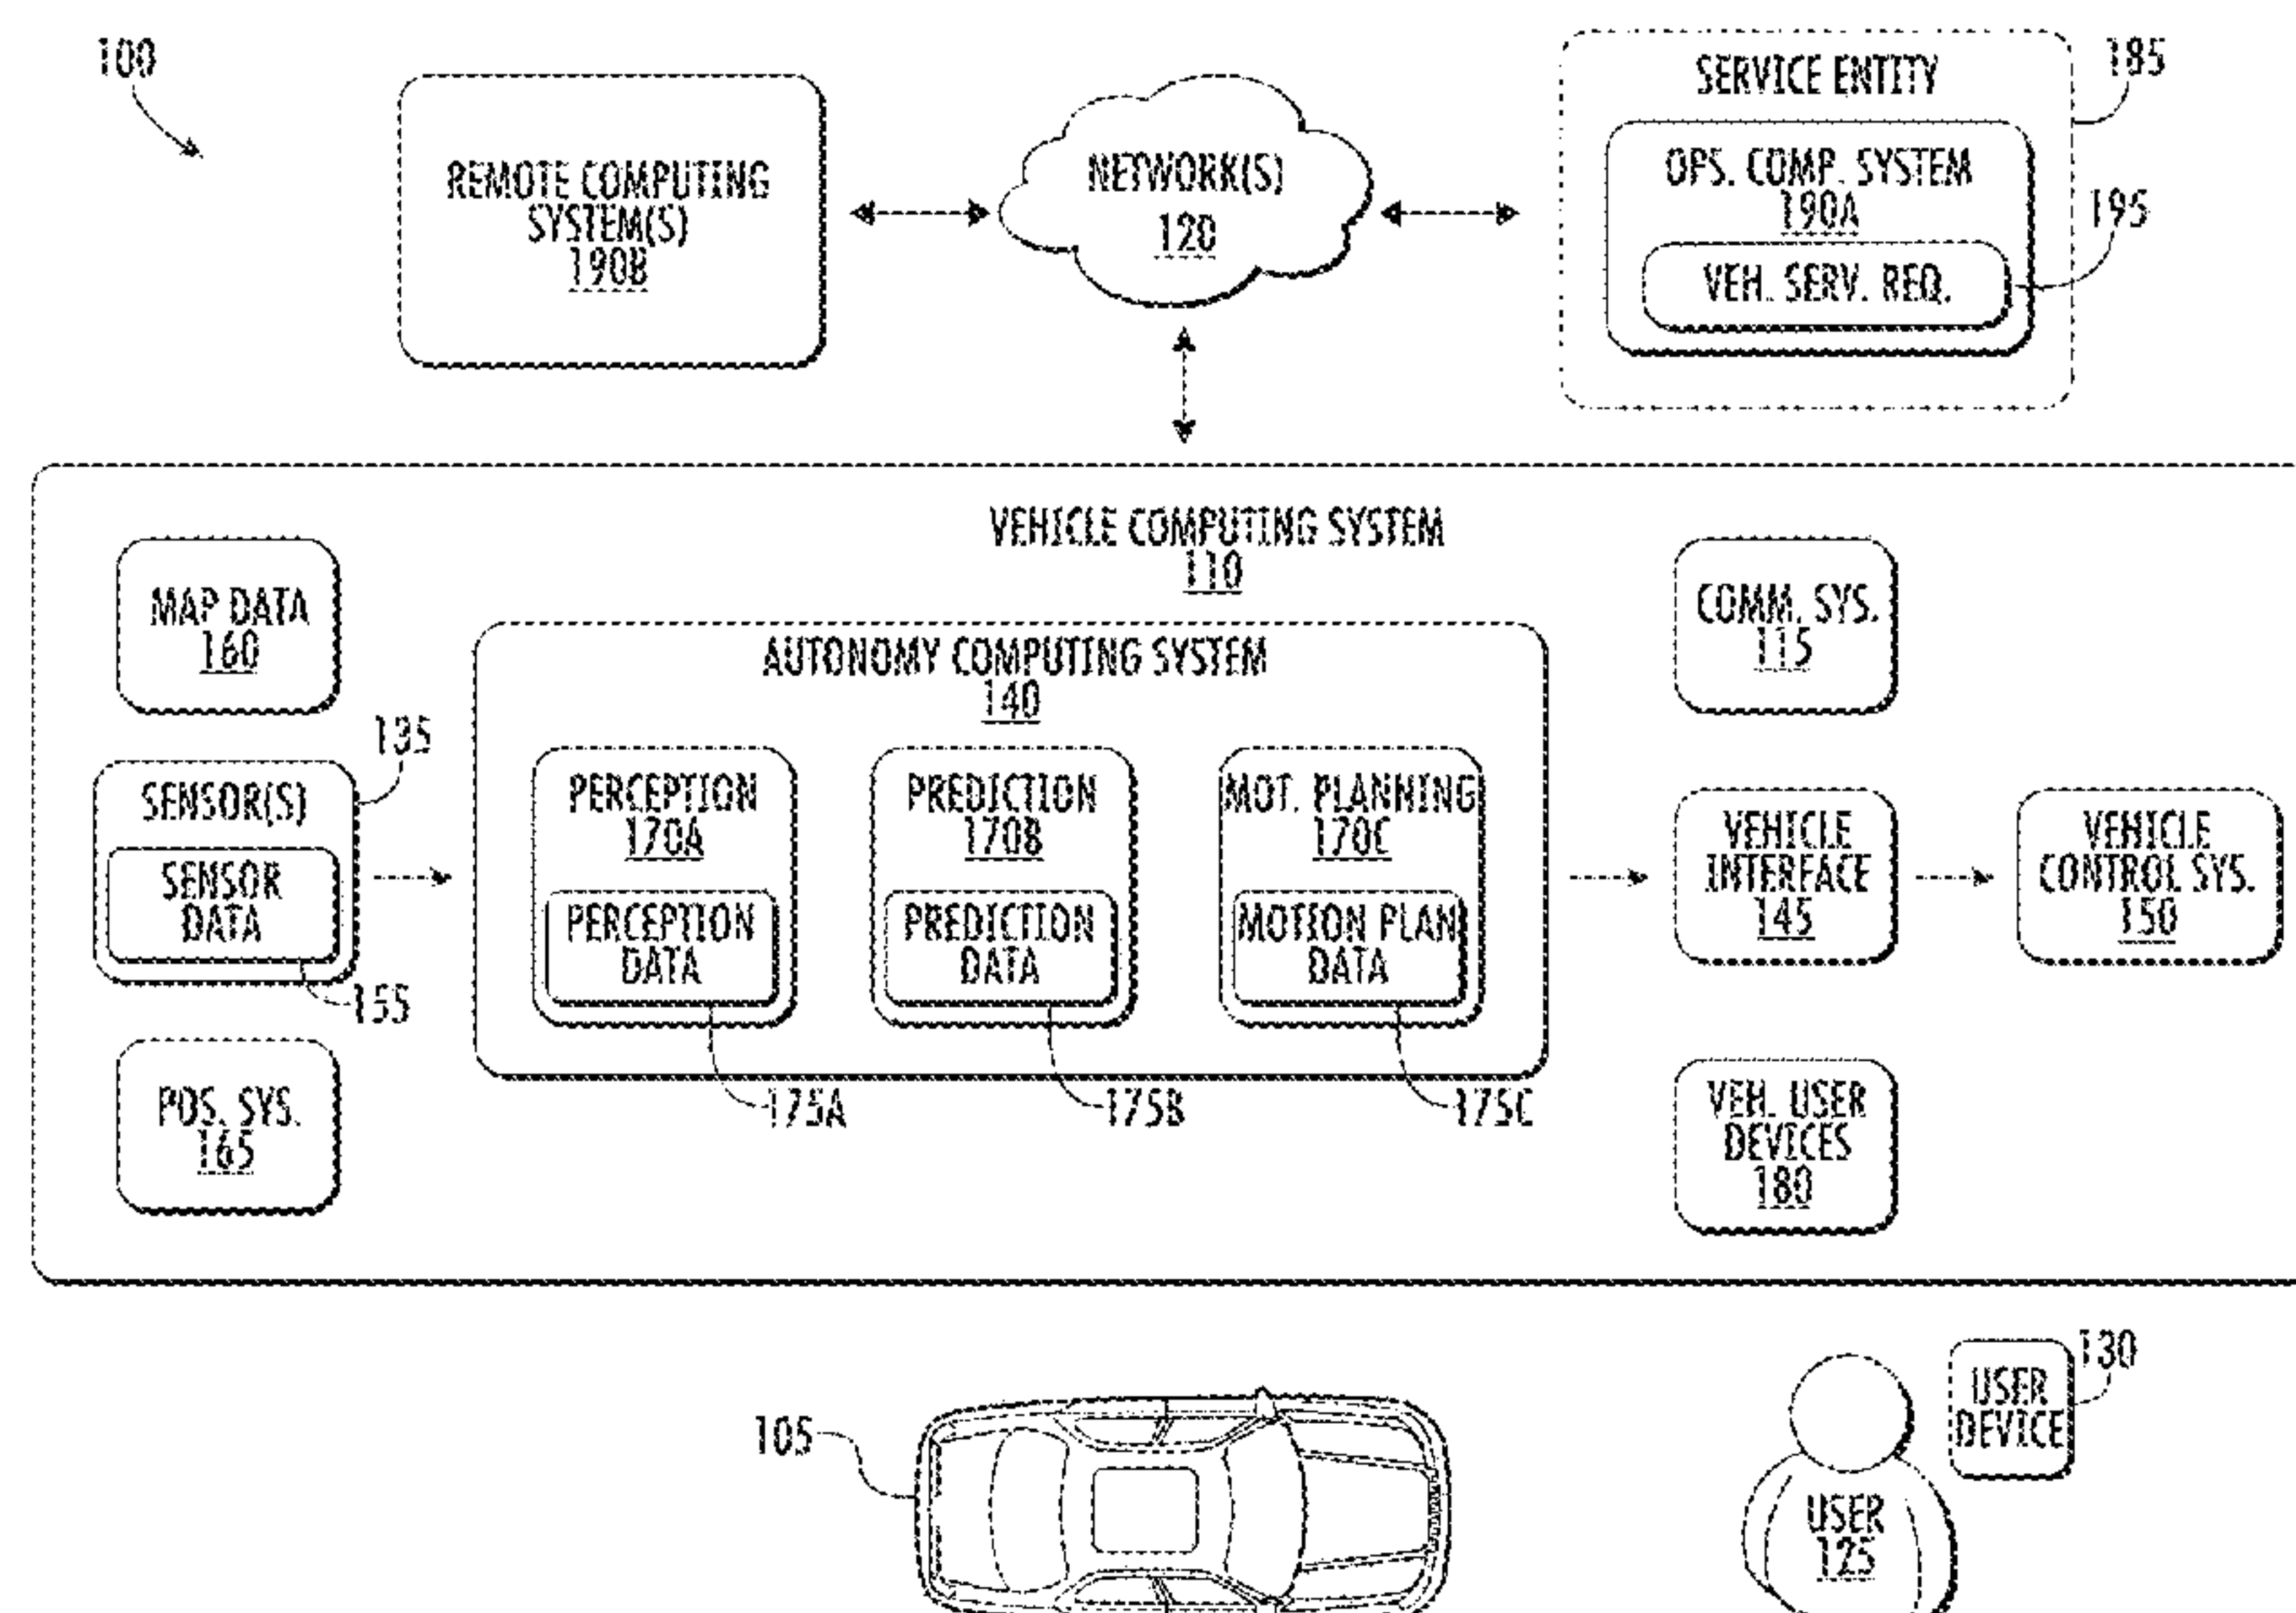 100
REMOTE COMPUTING
SYSTEM(S)
190B
NETWORK(S)
120
SERVICE ENTITY
185
OPS. COMP. SYSTEM
190A
195
VEH. SERV. REQ.
VEHICLE COMPUTING SYSTEM
110
MAP DATA
160
AUTONOMY COMPUTING SYSTEM
140
COMM. SYS.
115
135
SENSOR(S)
SENSOR
DATA
155
PERCEPTION
170A
PERCEPTION
DATA
175A
PREDICTION
170B
PREDICTION
DATA
175B
MOT. PLANNING
170C
MOTION PLAN
DATA
175C
VEHICLE
INTERFACE
145
VEHICLE
CONTROL SYS.
150
POS. SYS.
165
VEH. USER
DEVICES
180
105
130
USER
DEVICE
USER
125